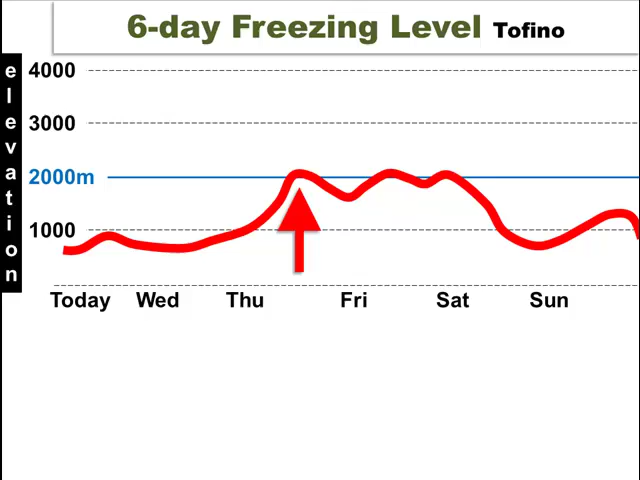 6-day Freezing Level Tofino
elevation
4000
3000
2000m
1000
Today Wed Thu Fri Sat Sun